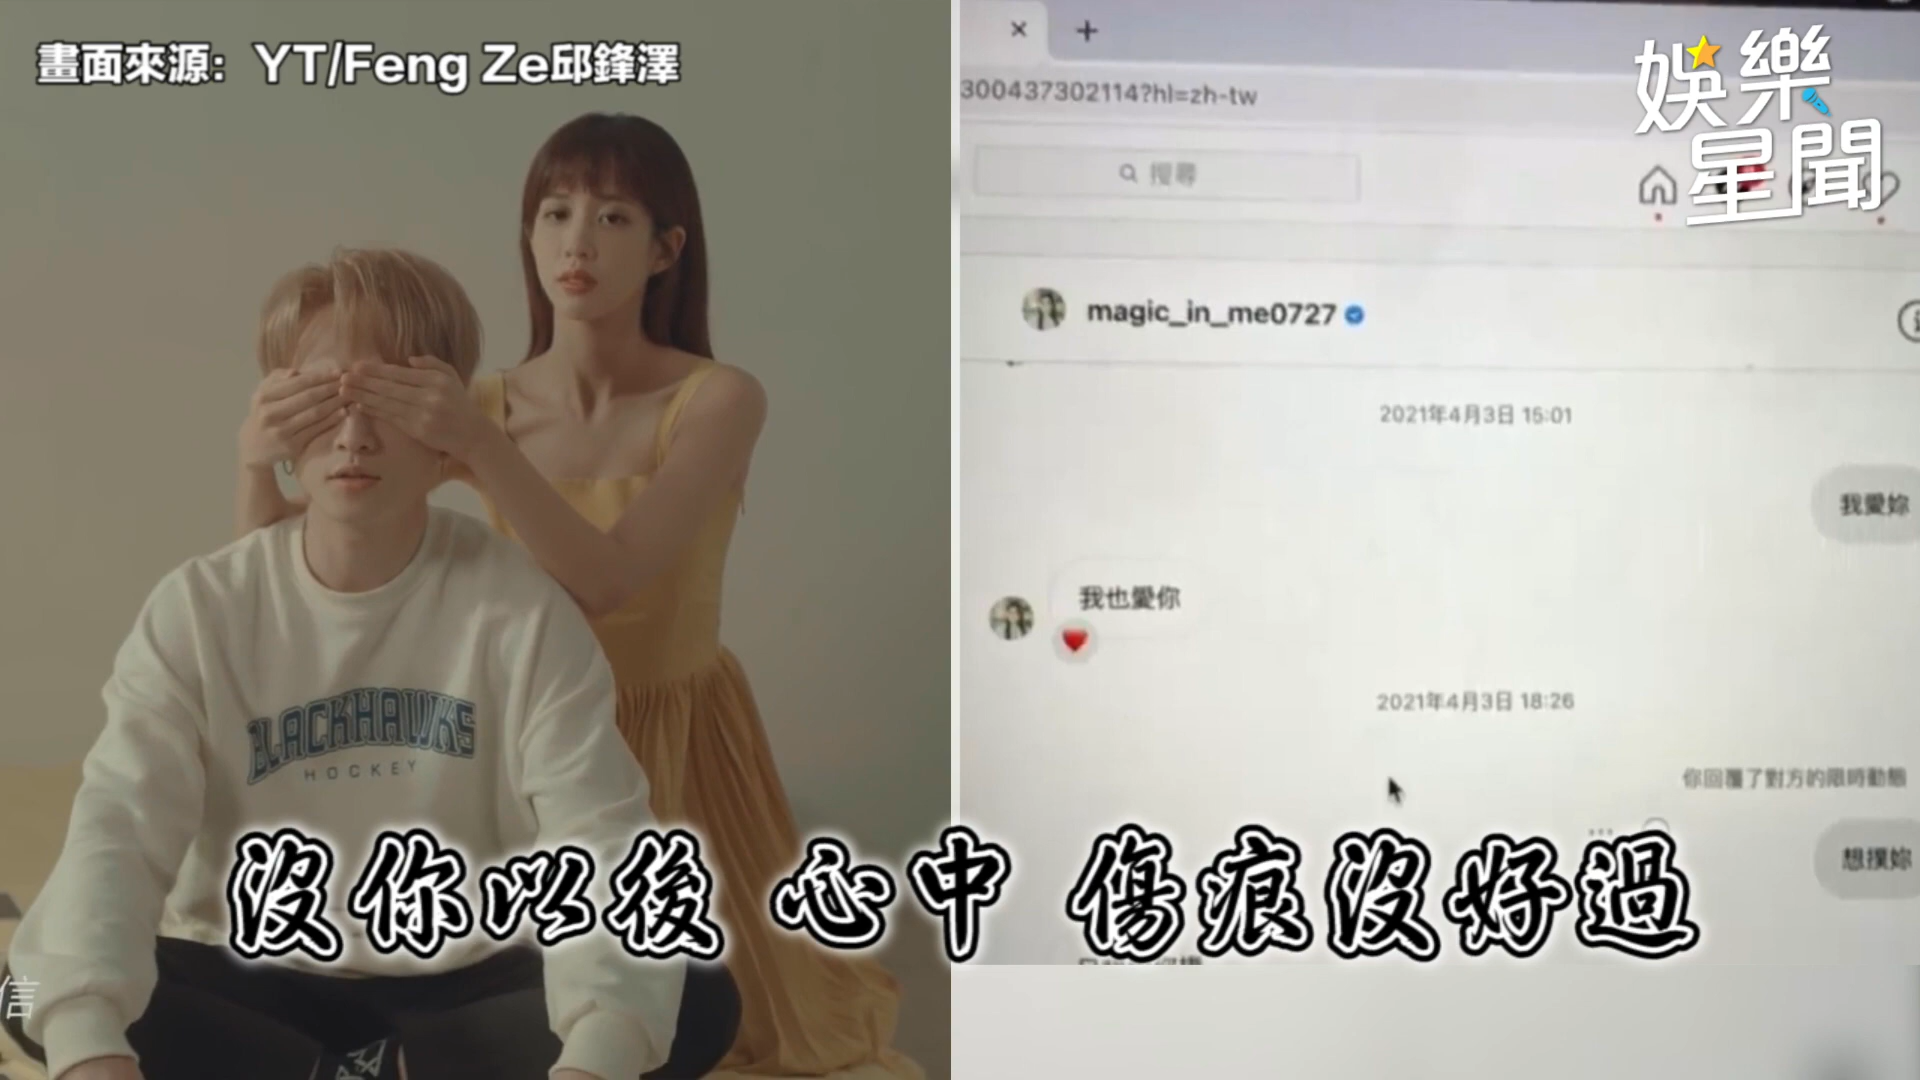 畫面來源: YT/Feng Ze邱鋒澤
娛樂
星聞
300437302114?hl=zh-tw
搜尋
magic_in_me0727
2021年4月3日 15:01
我愛妳
我也愛你
2021年4月3日 18:26
你回覆了對方的限時動態
想撲妳
BLACKHAWKS
HOCKEY
沒你以後 心中 傷痕沒好過
信